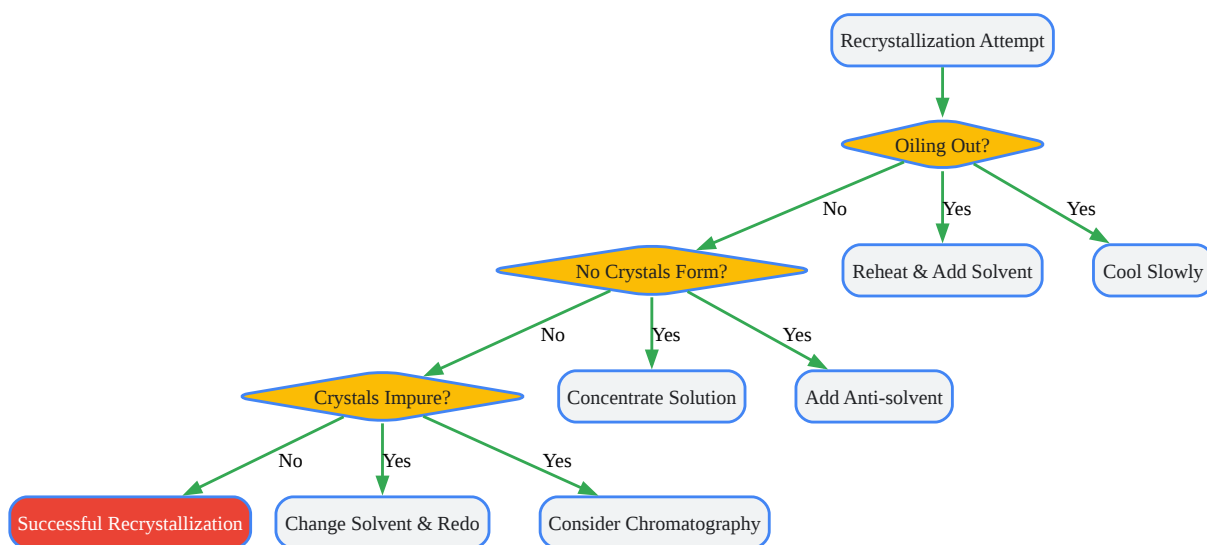 Recrystallization Attempt
Oiling Out?
No
Yes
Yes
No Crystals Form?
Reheat & Add Solvent
Cool Slowly
No
Yes
Yes
Crystals Impure?
Concentrate Solution
Add Anti-solvent
No
Yes
Yes
Successful Recrystallization
Change Solvent & Redo
Consider Chromatography